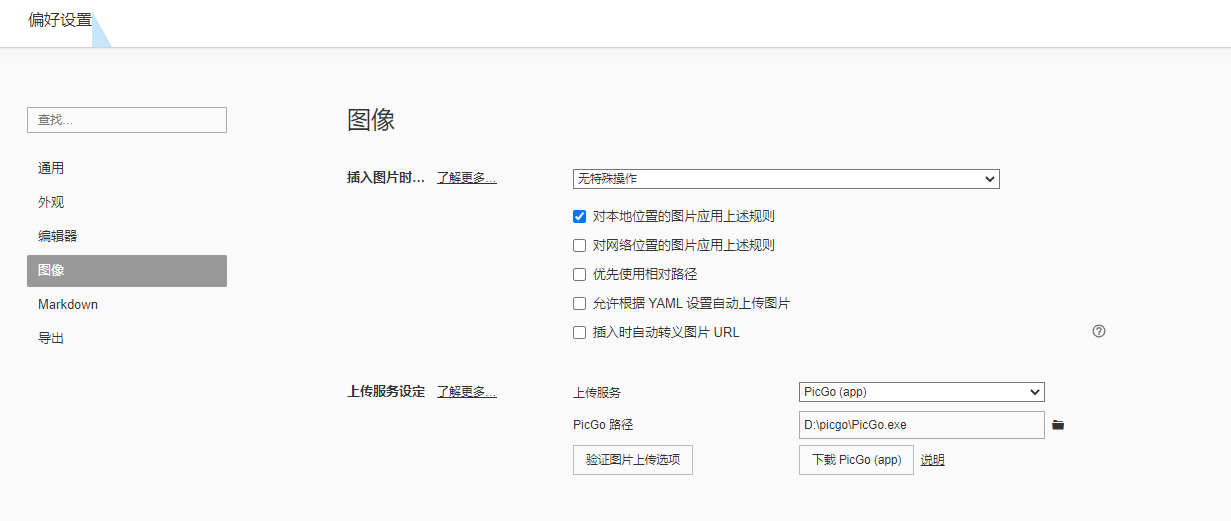 偏好设置
查找...
通用
外观
编辑器
图像
Markdown
导出
图像
插入图片时... 了解更多... 无特殊操作
对本地位置的图片应用上述规则
对网络位置的图片应用上述规则
优先使用相对路径
允许根据 YAML 设置自动上传图片
插入时自动转义图片 URL
上传服务设定 了解更多... 上传服务 PicGo (app)
PicGo 路径 D:\picgo\PicGo.exe
验证图片上传选项 下载 PicGo (app) 说明